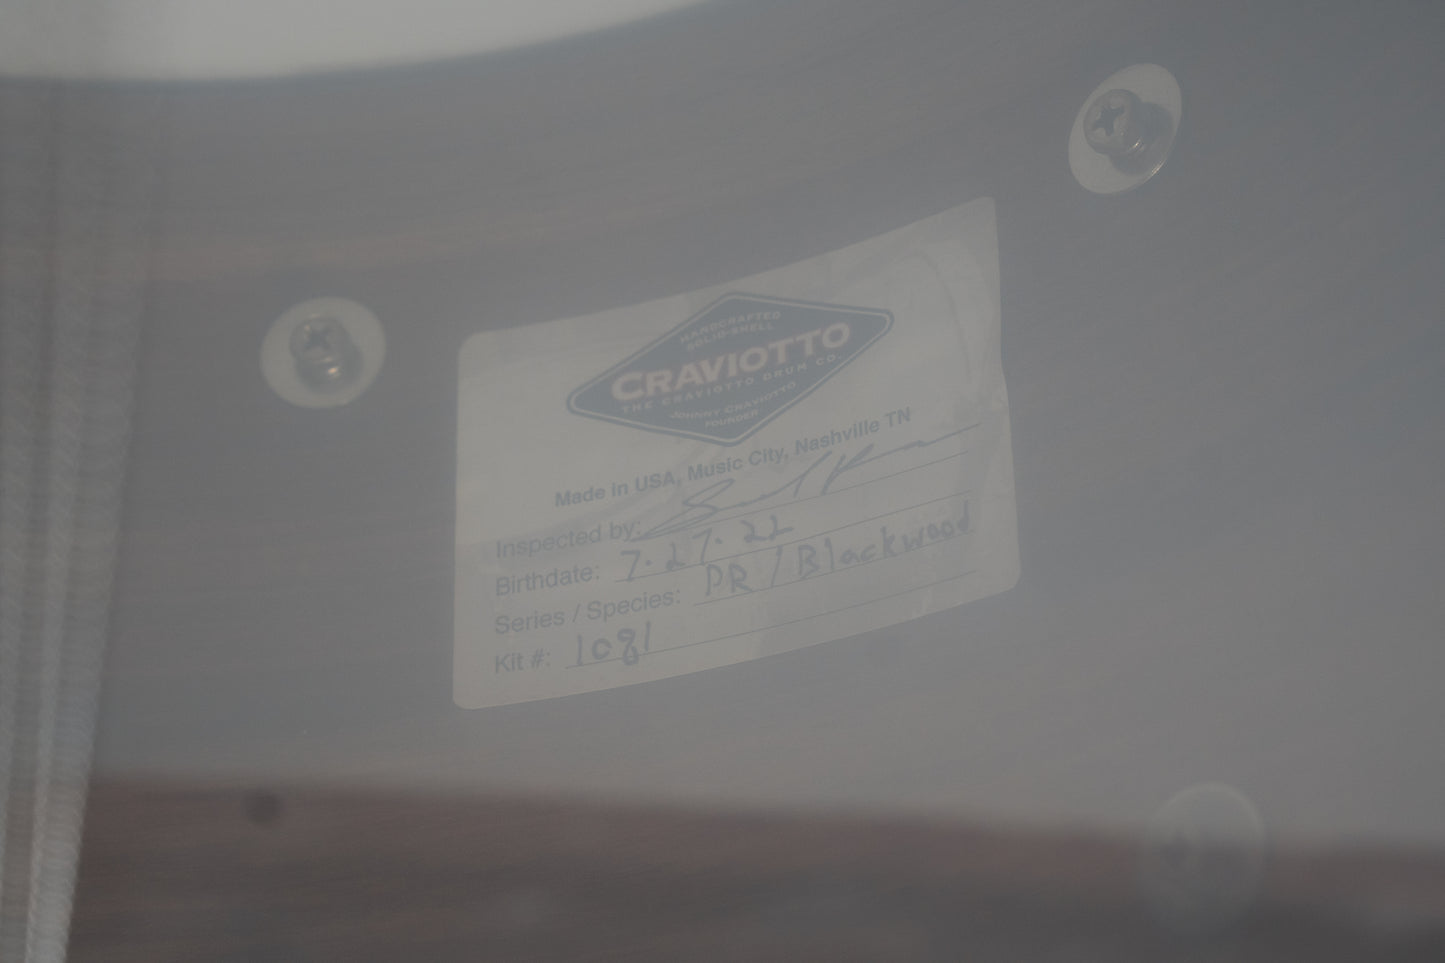 HANDCRAFTED
SOLID-SHELL
CRAVIOTTO
THE CRAVIOTTO DRUM CO.
JOHNNY CRAVIOTTO
FOUNDER
Made in USA, Music City, Nashville TN
Inspected by:
Birthdate: 7.27.22
Series / Species: PR / Blackwood
Kit #: 1081